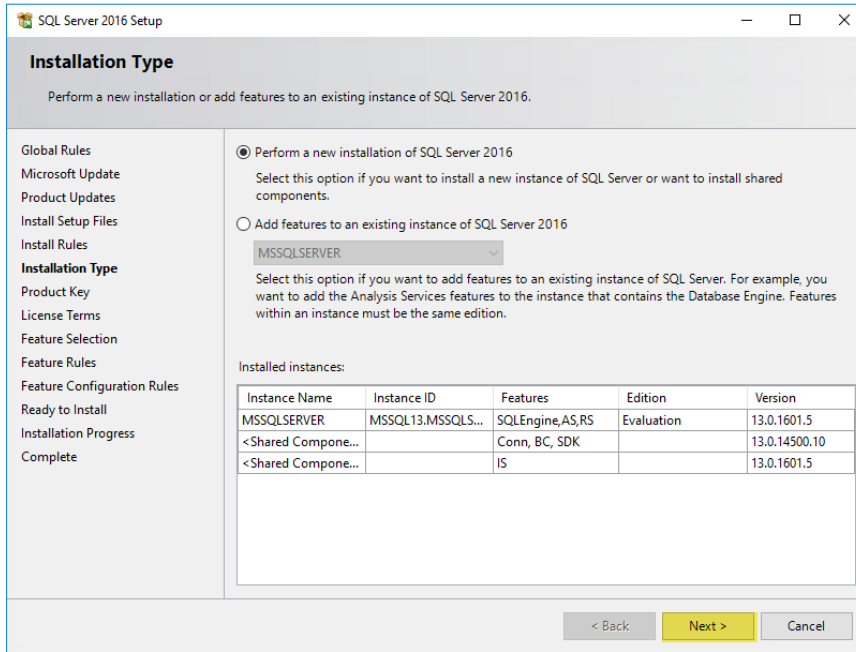 SQL Server 2016 Setup
Installation Type
Perform a new installation or add features to an existing instance of SQL Server 2016.
Global Rules
Microsoft Update
Product Updates
Install Setup Files
Install Rules
Installation Type
Product Key
License Terms
Feature Selection
Feature Rules
Feature Configuration Rules
Ready to Install
Installation Progress
Complete
Perform a new installation of SQL Server 2016
Select this option if you want to install a new instance of SQL Server or want to install shared
components.
Add features to an existing instance of SQL Server 2016
MSSQLSERVER
Select this option if you want to add features to an existing instance of SQL Server. For example, you
want to add the Analysis Services features to the instance that contains the Database Engine. Features
within an instance must be the same edition.
Installed instances:
Instance Name Instance ID Features Edition Version
MSSQLSERVER MSSQL13.MSSQLS... SQLEngine,AS,RS Evaluation 13.0.1601.5
<Shared Compone... Conn, BC, SDK 13.0.14500.10
<Shared Compone... IS 13.0.1601.5
< Back Next > Cancel